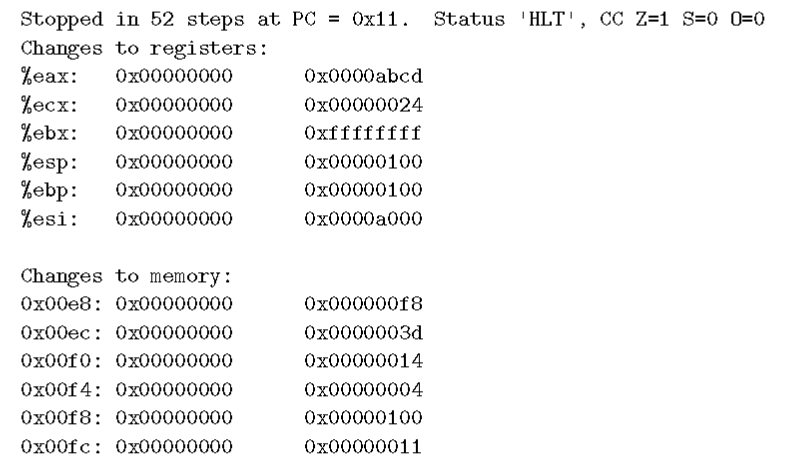 Stopped in 52 steps at PC = 0x11.  Status 'HLT', CC Z=1 S=0 O=0
Changes to registers:
%eax:   0x00000000      0x0000abcd
%ecx:   0x00000000      0x00000024
%ebx:   0x00000000      0xffffffff
%esp:   0x00000000      0x00000100
%ebp:   0x00000000      0x00000100
%esi:   0x00000000      0x0000a000

Changes to memory:
0x00e8: 0x00000000      0x000000f8
0x00ec: 0x00000000      0x0000003d
0x00f0: 0x00000000      0x00000014
0x00f4: 0x00000000      0x00000004
0x00f8: 0x00000000      0x00000100
0x00fc: 0x00000000      0x00000011